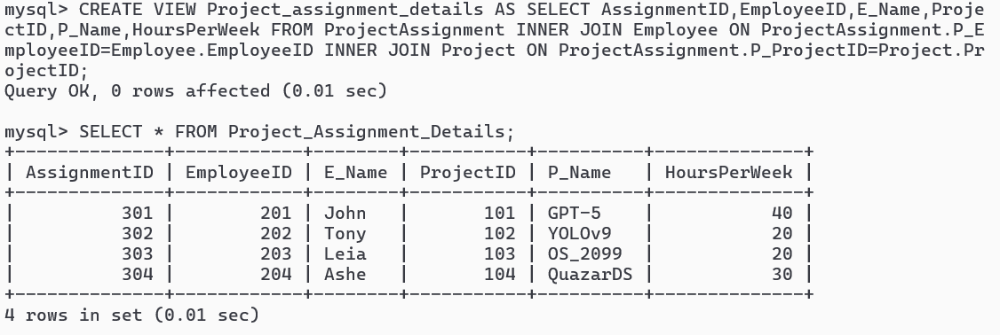 mysql> CREATE VIEW Project_assignment_details AS SELECT AssignmentID,EmployeeID,E_Name,Proje
ctID,P_Name,HoursPerWeek FROM ProjectAssignment INNER JOIN Employee ON ProjectAssignment.P_E
mployeeID=Employee.EmployeeID INNER JOIN Project ON ProjectAssignment.P_ProjectID=Project.Pr
ojectID;
Query OK, 0 rows affected (0.01 sec)

mysql> SELECT * FROM Project_Assignment_Details;
+--------------+------------+--------+-----------+----------+--------------+
| AssignmentID | EmployeeID | E_Name | ProjectID | P_Name   | HoursPerWeek |
+--------------+------------+--------+-----------+----------+--------------+
|          301 |        201 | John   |       101 | GPT-5    |           40 |
|          302 |        202 | Tony   |       102 | YOLOv9   |           20 |
|          303 |        203 | Leia   |       103 | OS_2099  |           20 |
|          304 |        204 | Ashe   |       104 | QuazarDS |           30 |
+--------------+------------+--------+-----------+----------+--------------+
4 rows in set (0.01 sec)